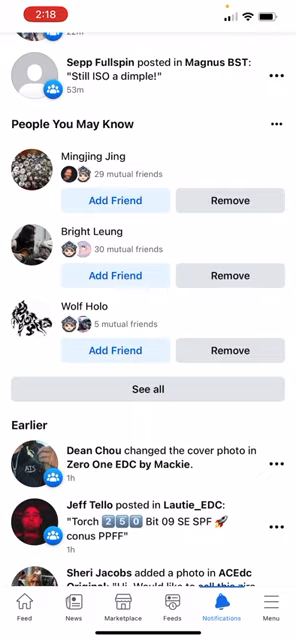 2:18
22m
Sepp Fullspin posted in Magnus BST:
"Still ISO a dimple!"
53m
People You May Know
Mingjing Jing
29 mutual friends
Add Friend
Remove
Bright Leung
30 mutual friends
Add Friend
Remove
Wolf Holo
5 mutual friends
Add Friend
Remove
See all
Earlier
Dean Chou changed the cover photo in
Zero One EDC by Mackie.
1h
Jeff Tello posted in Lautie_EDC:
"Torch 2️⃣5️⃣0️⃣ Bit 09 SE SPF 🚀
conus PPFF"
1h
Sheri Jacobs added a photo in ACEdc
Feed
News
Marketplace
Feeds
Notifications
Menu